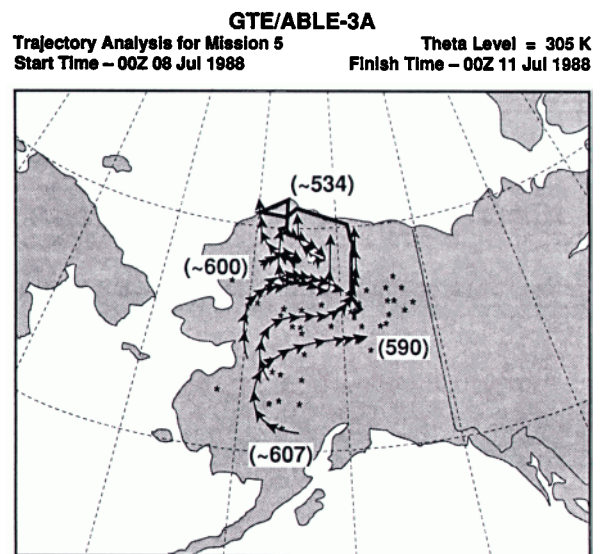 GTE/ABLE-3A
Trajectory Analysis for Mission 5 Theta Level = 305 K
Start Time – 00Z 08 Jul 1988 Finish Time – 00Z 11 Jul 1988
(~534)
(~600)
(590)
(~607)